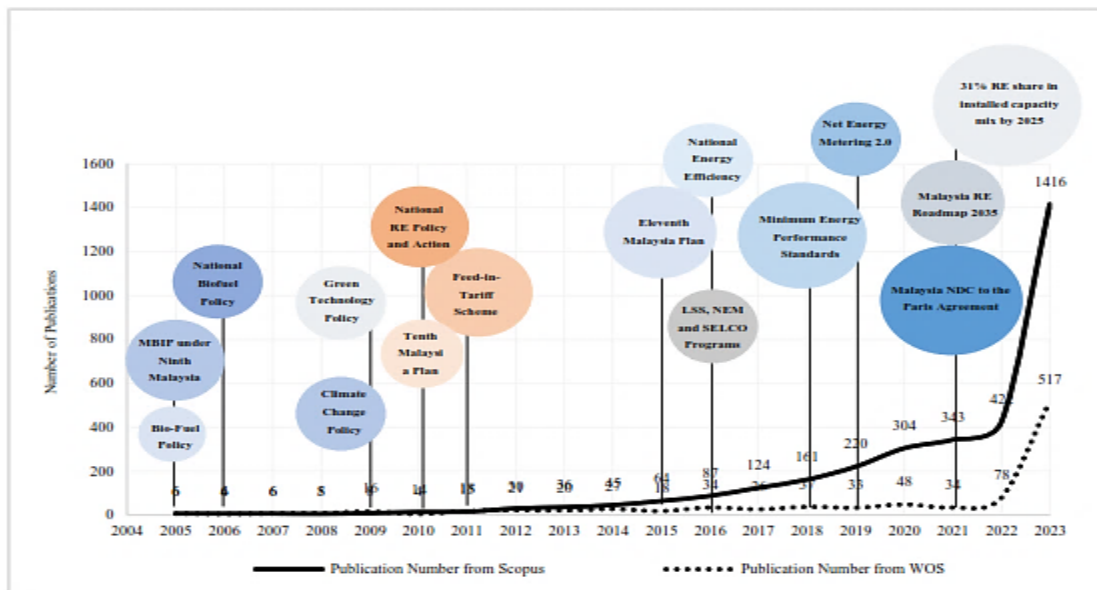 31% RE share in
installed capacity
mix by 2025
Net Energy
Metering 2.0
National
Energy
Efficiency
1600
1400
1200
1000
800
600
400
200
0
Number of Publications
National
RE Policy
and Action
Eleventh
Malaysia Plan
Minimum Energy
Performance
Standards
Malaysia RE
Roadmap 2035
1416
National
Biofuel
Policy
Green
Technology
Policy
Feed-in-
Tariff
Scheme
Malaysia NDC to the
Paris Agreement
MBIP under
Ninth
Malaysia
Tenth
Malaysi
a Plan
LSS, NEM
and SELCO
Programs
Bio-Fuel
Policy
Climate
Change
Policy
517
304
343
220
161
124
87
64
45
78
48
34
33
34
27
18
6
2004 2005 2006 2007 2008 2009 2010 2011 2012 2013 2014 2015 2016 2017 2018 2019 2020 2021 2022 2023
Publication Number from Scopus
Publication Number from WOS